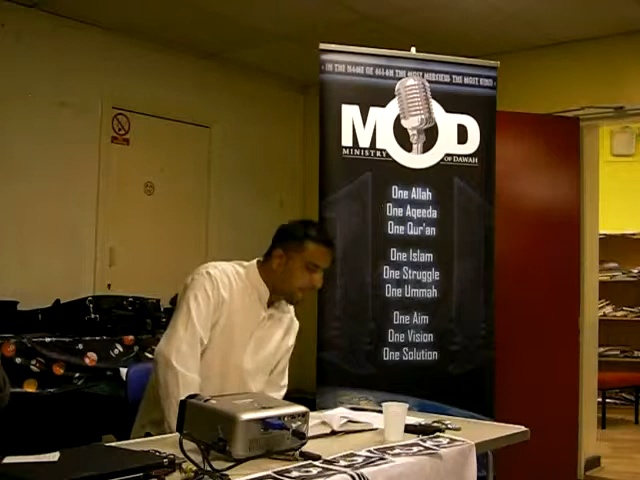 IN THE NAME OF ALLAH THE MOST MERCIFUL THE MOST KIND
MOD
MINISTRY OF DAWAH
One Allah
One Aqeeda
One Qur'an
One Islam
One Struggle
One Ummah
One Aim
One Vision
One Solution